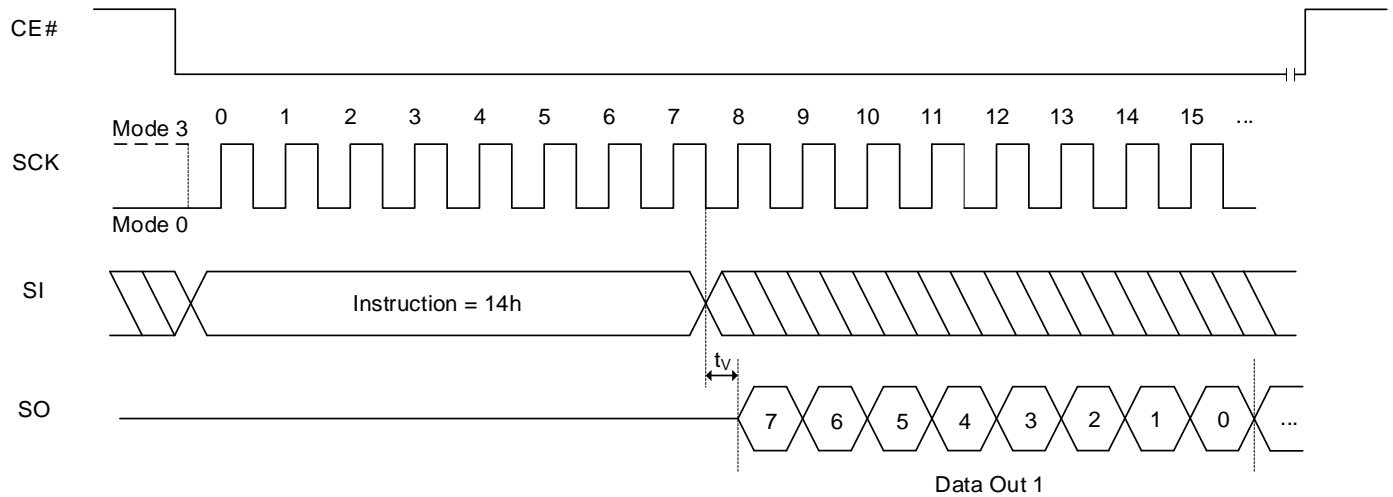 CE#
Mode 3
0 1 2 3 4 5 6 7 8 9 10 11 12 13 14 15 ...
SCK
Mode 0
SI
Instruction = 14h
tV
SO
7 6 5 4 3 2 1 0 ...
Data Out 1